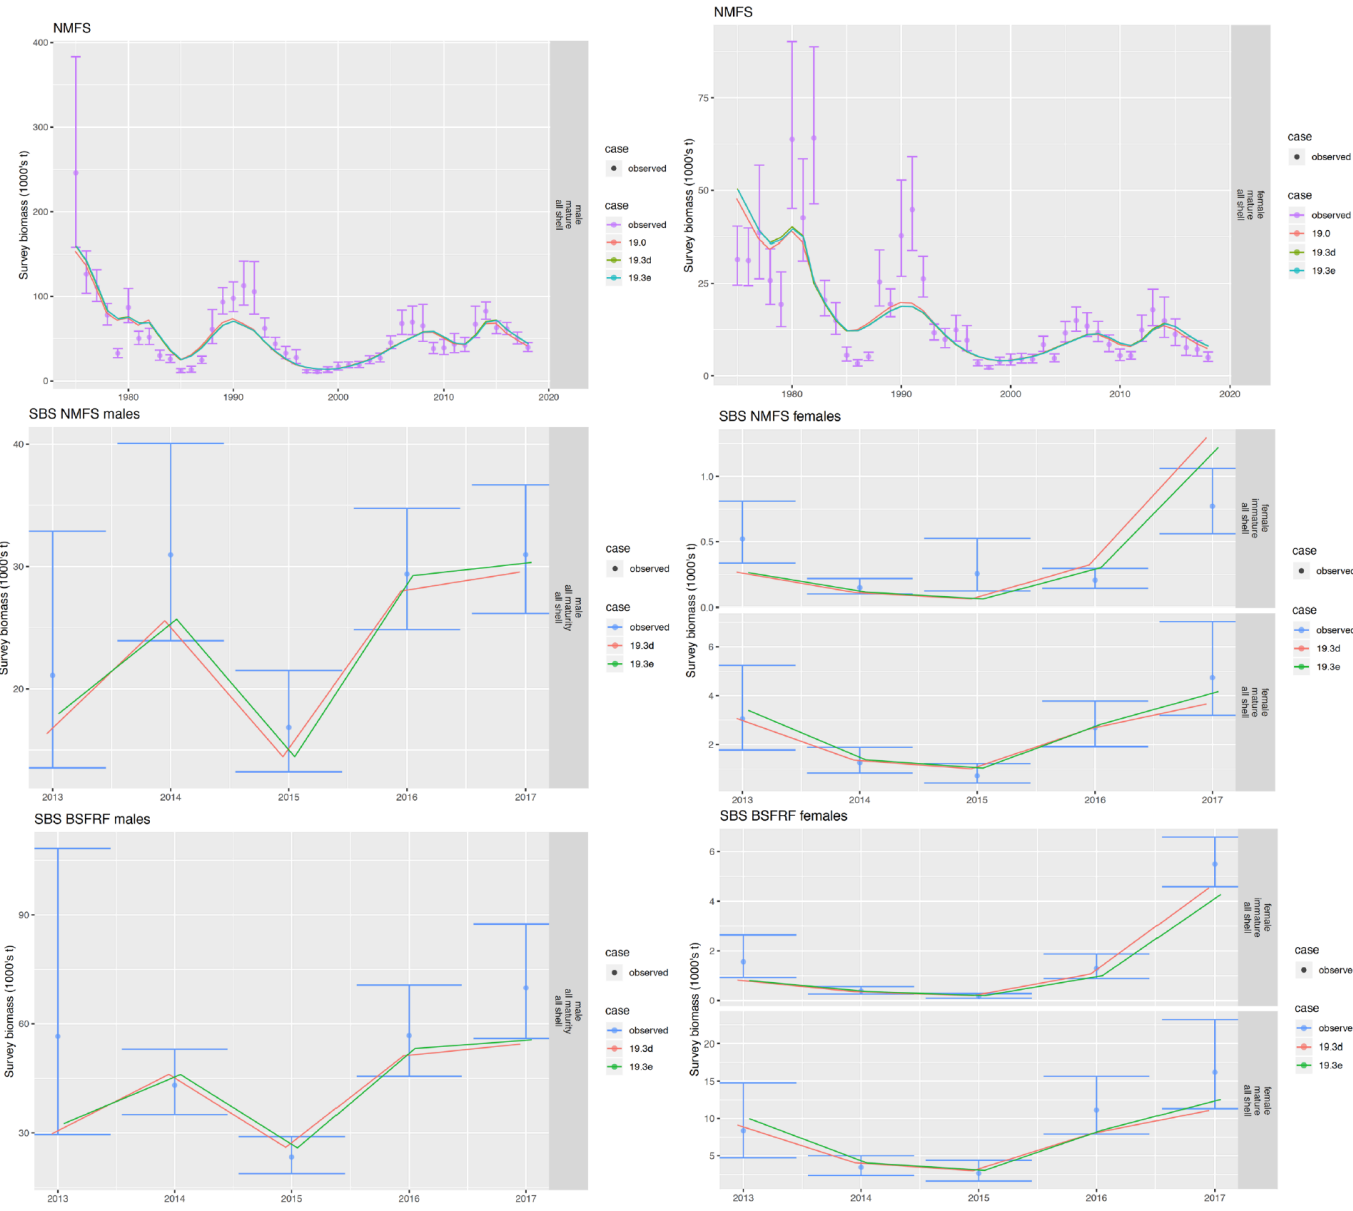 NMFS
400
300
200
100
0
Survey biomass (1000's t)
1980
1990
2000
2010
2020
male
mature
all shell
case
observed
case
observed
19.0
19.3d
19.3e
NMFS
75
50
25
0
Survey biomass (1000's t)
1980
1990
2000
2010
2020
female
mature
all shell
case
observed
case
observed
19.0
19.3d
19.3e
SBS NMFS males
40
30
20
Survey biomass (1000's t)
2013
2014
2015
2016
2017
male
all maturity
all shell
case
observed
case
observed
19.3d
19.3e
SBS NMFS females
1.0
0.5
0.0
6
4
2
Survey biomass (1000's t)
2013
2014
2015
2016
2017
female
immature
all shell
female
mature
all shell
case
observed
case
observed
19.3d
19.3e
SBS BSFRF males
90
60
30
Survey biomass (1000's t)
2013
2014
2015
2016
2017
male
all maturity
all shell
case
observed
case
observed
19.3d
19.3e
SBS BSFRF females
6
4
2
0
20
15
10
5
Survey biomass (1000's t)
2013
2014
2015
2016
2017
female
immature
all shell
female
mature
all shell
case
observe
case
observe
19.3d
19.3e